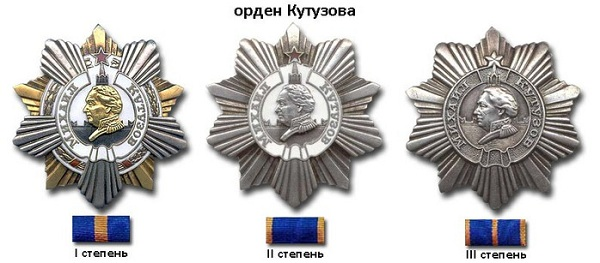 орден Кутузова
МИХАИЛ КУТУЗОВ
МИХАИЛ КУТУЗОВ
МИХАИЛ КУТУЗОВ
I степень
II степень
III степень